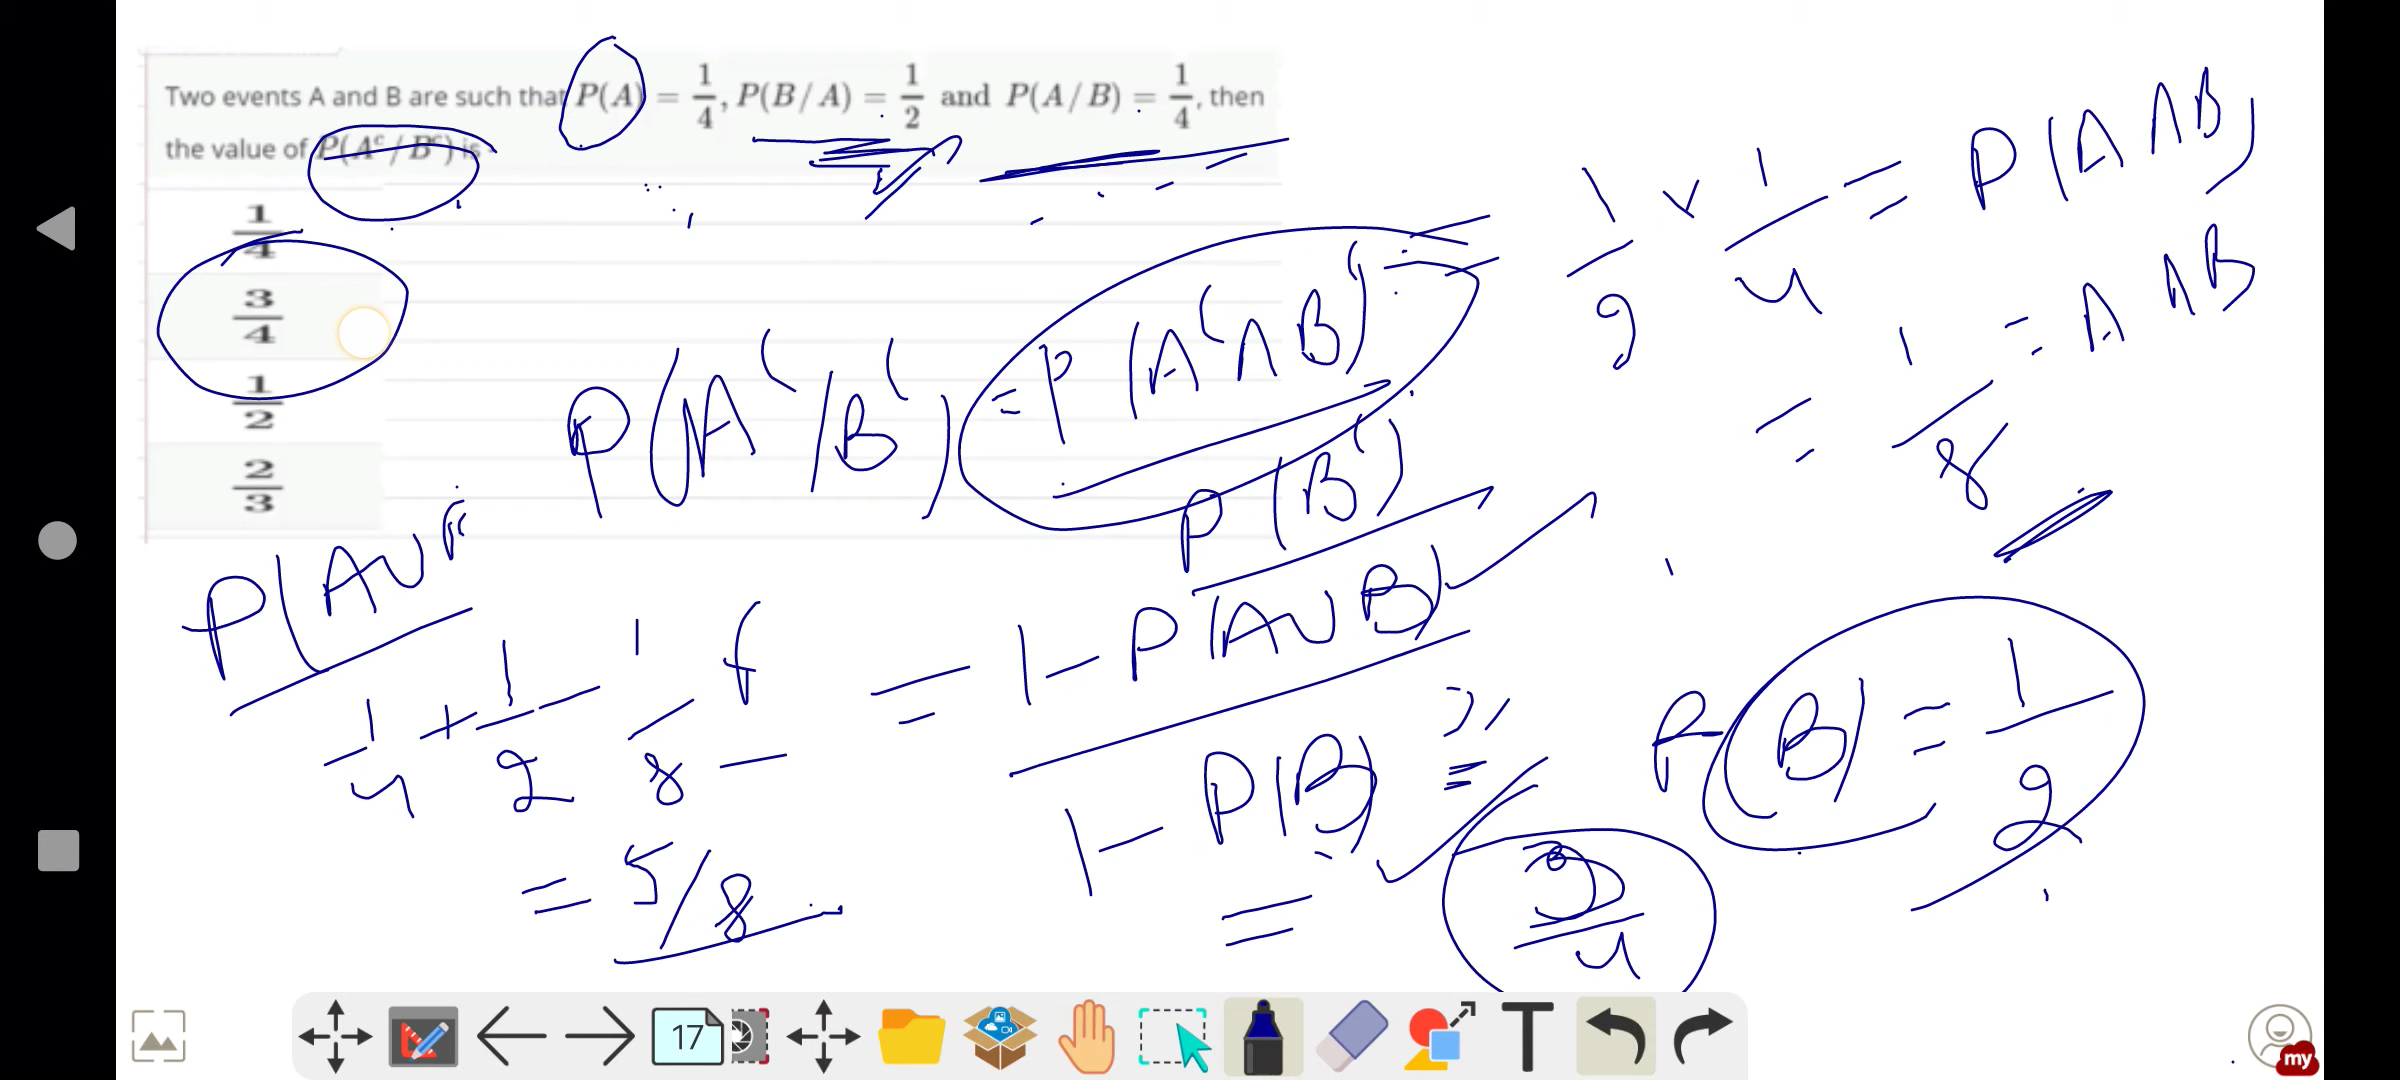 Two events A and B are such that P(A) = 1/4, P(B/A) = 1/2 and P(A/B) = 1/4, then
the value of P(A^c/B^c) is
1/4
3/4
1/2
2/3
1/2 × 1/4 = P(A∩B)
= 1/8 = A∩B
P(A'/B') = P(A'∩B') / P(B')
P(A∪
1/4 + 1/2 - 1/8
= 5/8
= 1 - P(A∪B) / 1 - P(B)
(B) = 1/2
= 3/4
17
T
my